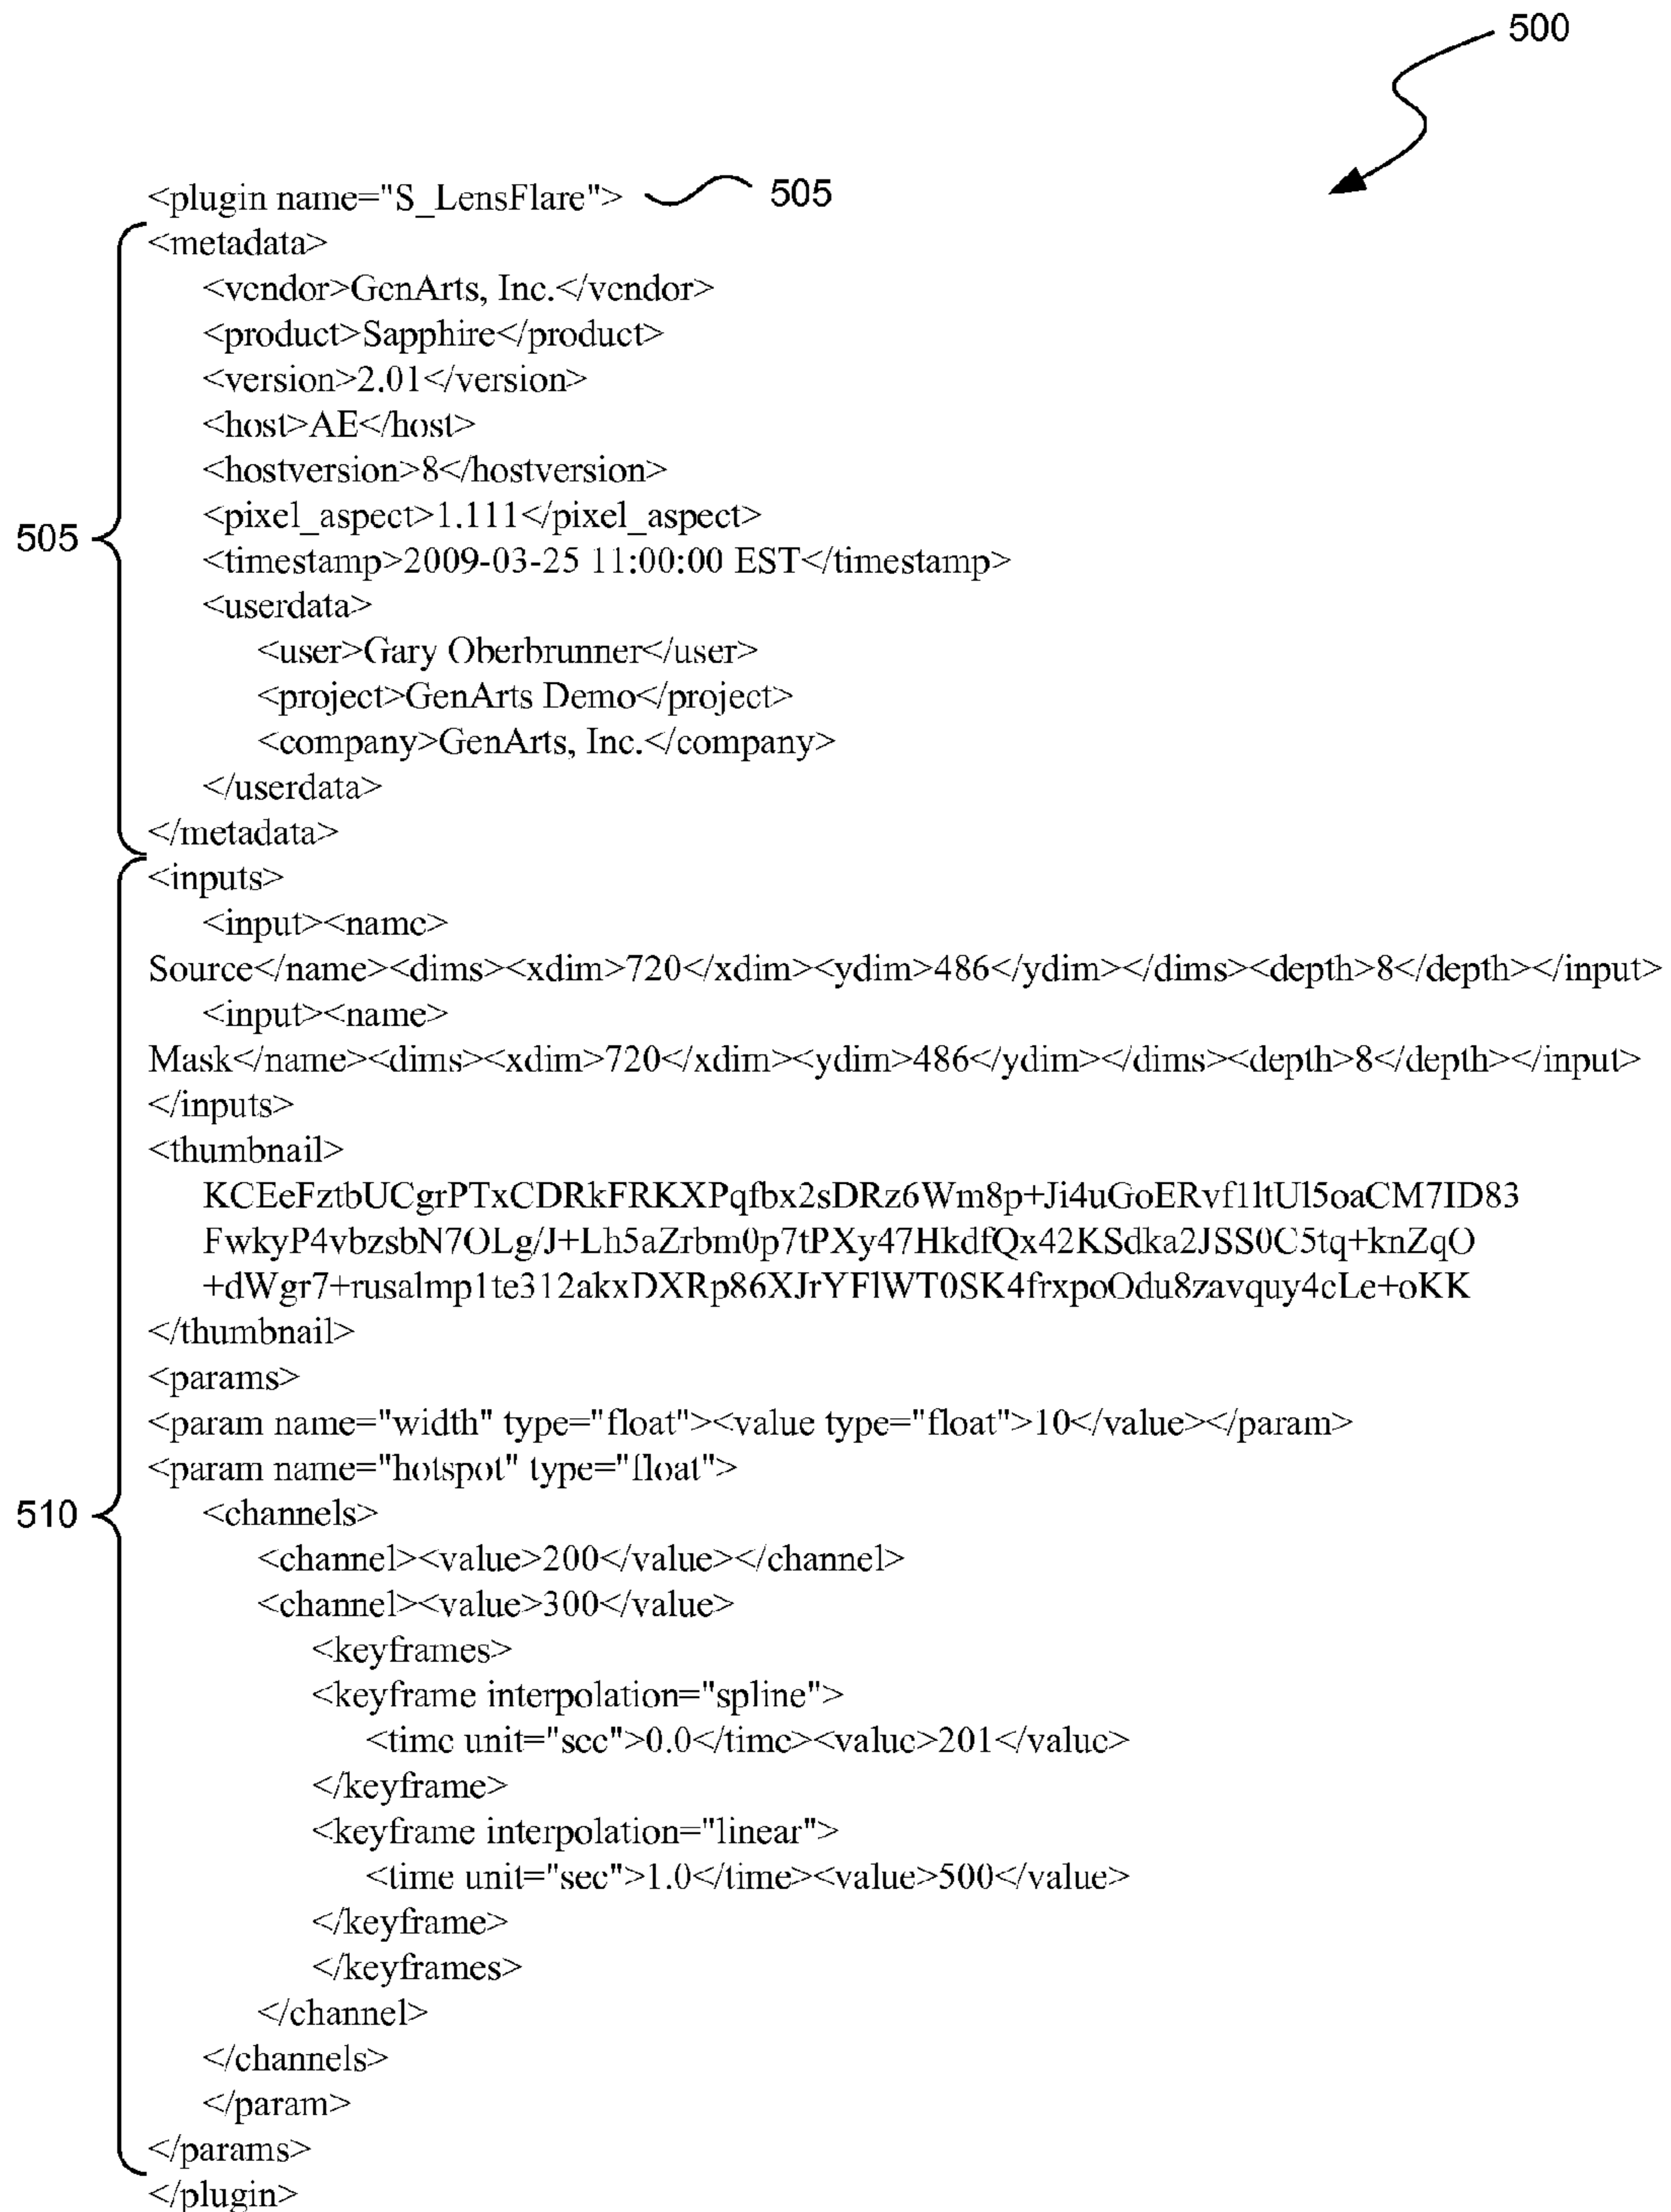 500
<plugin name="S_LensFlare"> 505
<metadata>
<vendor>GenArts, Inc.</vendor>
<product>Sapphire</product>
<version>2.01</version>
<host>AE</host>
<hostversion>8</hostversion>
505 <pixel_aspect>1.111</pixel_aspect>
<timestamp>2009-03-25 11:00:00 EST</timestamp>
<userdata>
<user>Gary Oberbrunner</user>
<project>GenArts Demo</project>
<company>GenArts, Inc.</company>
</userdata>
</metadata>
<inputs>
<input><name>
Source</name><dims><xdim>720</xdim><ydim>486</ydim></dims><depth>8</depth></input>
<input><name>
Mask</name><dims><xdim>720</xdim><ydim>486</ydim></dims><depth>8</depth></input>
</inputs>
<thumbnail>
KCEeFztbUCgrPTxCDRkFRKXPqfbx2sDRz6Wm8p+Ji4uGoERvf1ltUl5oaCM7ID83
FwkyP4vbzsbN7OLg/J+Lh5aZrbm0p7tPXy47HkdfQx42KSdka2JSS0C5tq+knZqO
+dWgr7+rusalmp1te312akxDXRp86XJrYFlWT0SK4frxpoOdu8zavquy4cLe+oKK
</thumbnail>
<params>
<param name="width" type="float"><value type="float">10</value></param>
<param name="hotspot" type="float">
510 <channels>
<channel><value>200</value></channel>
<channel><value>300</value>
<keyframes>
<keyframe interpolation="spline">
<time unit="sec">0.0</time><value>201</value>
</keyframe>
<keyframe interpolation="linear">
<time unit="sec">1.0</time><value>500</value>
</keyframe>
</keyframes>
</channel>
</channels>
</param>
</params>
</plugin>